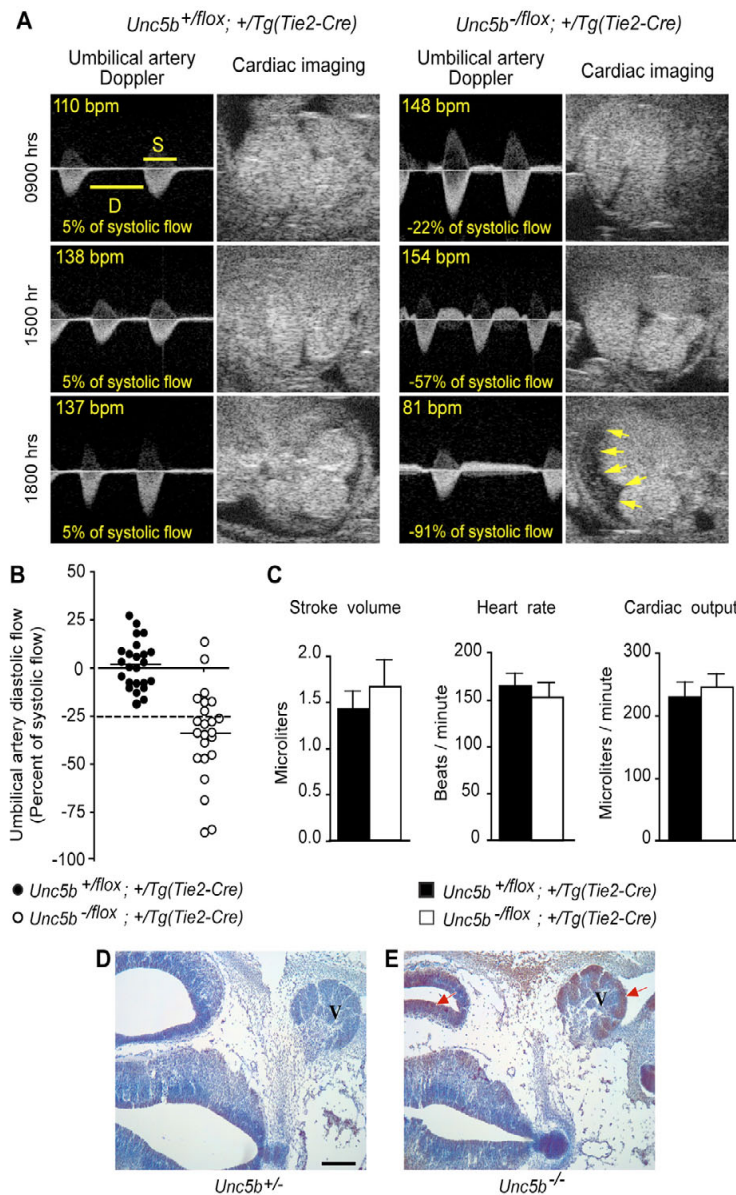 A
Unc5b+/flox; +/Tg(Tie2-Cre)
Unc5b-/flox; +/Tg(Tie2-Cre)
Umbilical artery
Doppler
Cardiac imaging
Umbilical artery
Doppler
Cardiac imaging
0900 hrs
110 bpm
S
D
5% of systolic flow
148 bpm
-22% of systolic flow
1500 hr
138 bpm
5% of systolic flow
154 bpm
-57% of systolic flow
1800 hrs
137 bpm
5% of systolic flow
81 bpm
-91% of systolic flow
B
Umbilical artery diastolic flow
(Percent of systolic flow)
50
25
0
-25
-50
-75
-100
Unc5b+/flox; +/Tg(Tie2-Cre)
Unc5b-/flox; +/Tg(Tie2-Cre)
C
Stroke volume
Microliters
2.0
1.5
1.0
0.5
0.0
Heart rate
Beats / minute
200
150
100
50
0
Cardiac output
Microliters / minute
300
200
100
0
Unc5b+/flox; +/Tg(Tie2-Cre)
Unc5b-/flox; +/Tg(Tie2-Cre)
D
V
Unc5b+/-
E
V
Unc5b-/-